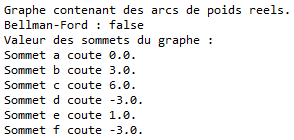 Graphe contenant des arcs de poids reels.
Bellman-Ford : false
Valeur des sommets du graphe :
Sommet a coute 0.0.
Sommet b coute 3.0.
Sommet c coute 6.0.
Sommet d coute -3.0.
Sommet e coute 1.0.
Sommet f coute -3.0.